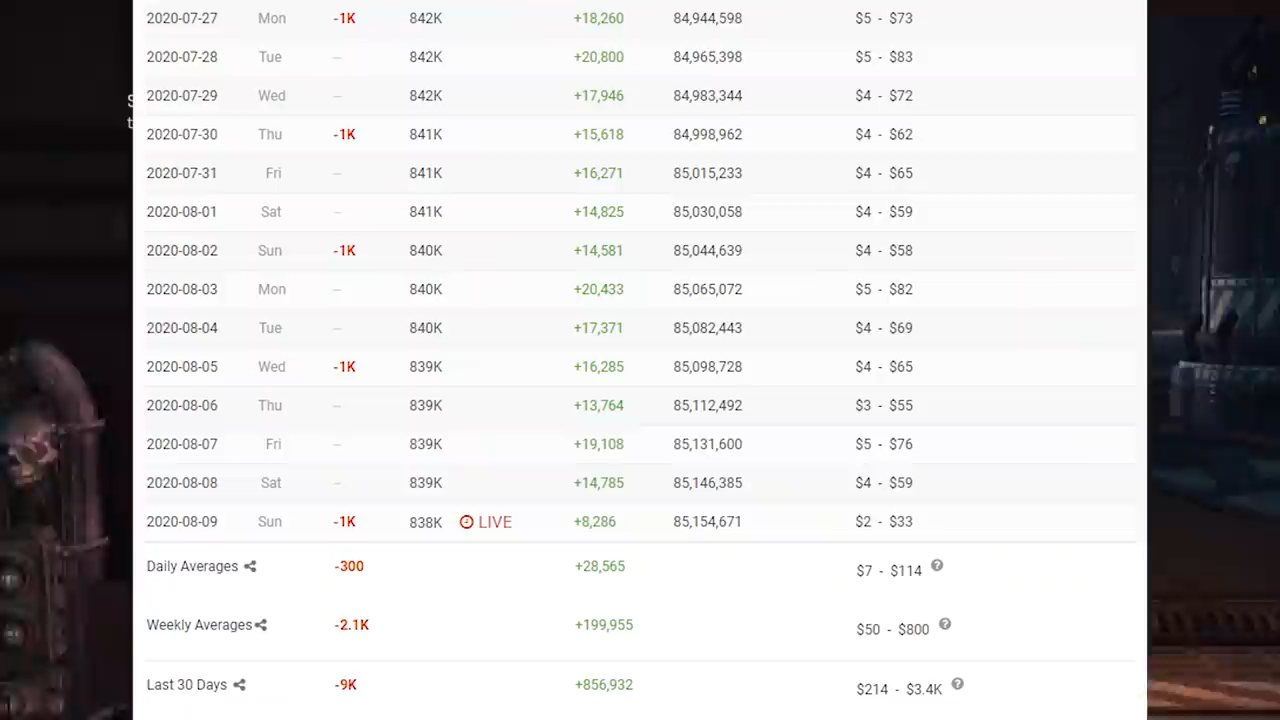 2020-07-27 Mon -1K 842K +18,260 84,944,598 $5 - $73
2020-07-28 Tue – 842K +20,800 84,965,398 $5 - $83
2020-07-29 Wed – 842K +17,946 84,983,344 $4 - $72
2020-07-30 Thu -1K 841K +15,618 84,998,962 $4 - $62
2020-07-31 Fri – 841K +16,271 85,015,233 $4 - $65
2020-08-01 Sat – 841K +14,825 85,030,058 $4 - $59
2020-08-02 Sun -1K 840K +14,581 85,044,639 $4 - $58
2020-08-03 Mon – 840K +20,433 85,065,072 $5 - $82
2020-08-04 Tue – 840K +17,371 85,082,443 $4 - $69
2020-08-05 Wed -1K 839K +16,285 85,098,728 $4 - $65
2020-08-06 Thu – 839K +13,764 85,112,492 $3 - $55
2020-08-07 Fri – 839K +19,108 85,131,600 $5 - $76
2020-08-08 Sat – 839K +14,785 85,146,385 $4 - $59
2020-08-09 Sun -1K 838K LIVE +8,286 85,154,671 $2 - $33
Daily Averages -300 +28,565 $7 - $114
Weekly Averages -2.1K +199,955 $50 - $800
Last 30 Days -9K +856,932 $214 - $3.4K